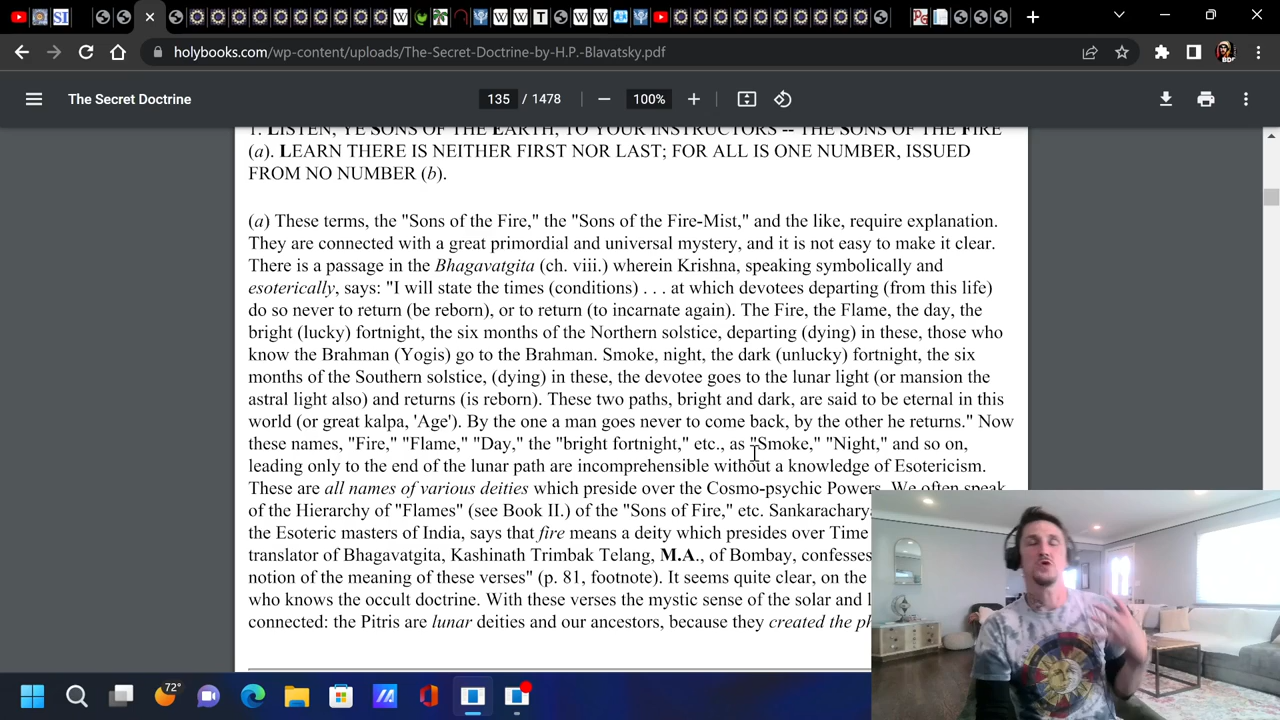 holybooks.com/wp-content/uploads/The-Secret-Doctrine-by-H.P.-Blavatsky.pdf
The Secret Doctrine
135 / 1478
100%
1. LISTEN, YE SONS OF THE EARTH, TO YOUR INSTRUCTORS -- THE SONS OF THE FIRE
(a). LEARN THERE IS NEITHER FIRST NOR LAST; FOR ALL IS ONE NUMBER, ISSUED
FROM NO NUMBER (b).
(a) These terms, the "Sons of the Fire," the "Sons of the Fire-Mist," and the like, require explanation.
They are connected with a great primordial and universal mystery, and it is not easy to make it clear.
There is a passage in the Bhagavatgita (ch. viii.) wherein Krishna, speaking symbolically and
esoterically, says: "I will state the times (conditions) . . . at which devotees departing (from this life)
do so never to return (be reborn), or to return (to incarnate again). The Fire, the Flame, the day, the
bright (lucky) fortnight, the six months of the Northern solstice, departing (dying) in these, those who
know the Brahman (Yogis) go to the Brahman. Smoke, night, the dark (unlucky) fortnight, the six
months of the Southern solstice, (dying) in these, the devotee goes to the lunar light (or mansion the
astral light also) and returns (is reborn). These two paths, bright and dark, are said to be eternal in this
world (or great kalpa, 'Age'). By the one a man goes never to come back, by the other he returns." Now
these names, "Fire," "Flame," "Day," the "bright fortnight," etc., as "Smoke," "Night," and so on,
leading only to the end of the lunar path are incomprehensible without a knowledge of Esotericism.
These are all names of various deities which preside over the Cosmo-psychic Powers. We often speak
of the Hierarchy of "Flames" (see Book II.) of the "Sons of Fire," etc. Sankarachary
the Esoteric masters of India, says that fire means a deity which presides over Time
translator of Bhagavatgita, Kashinath Trimbak Telang, M.A., of Bombay, confesses
notion of the meaning of these verses" (p. 81, footnote). It seems quite clear, on the
who knows the occult doctrine. With these verses the mystic sense of the solar and
connected: the Pitris are lunar deities and our ancestors, because they created the
72°